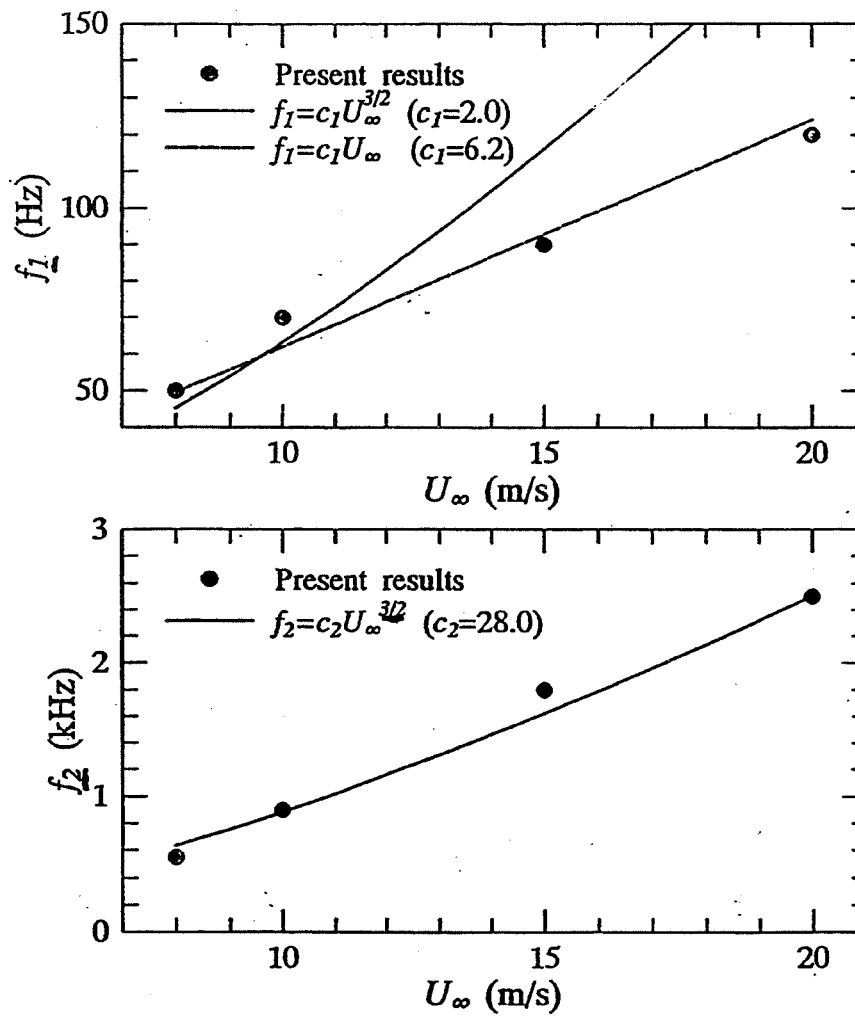 150
Present results
f₁=c₁U∞^3/2 (c₁=2.0)
f₁=c₁U∞ (c₁=6.2)
100
50
f₁ (Hz)
10 15 20
U∞ (m/s)
3
Present results
f₂=c₂U∞^3/2 (c₂=28.0)
2
1
0
f₂ (kHz)
10 15 20
U∞ (m/s)